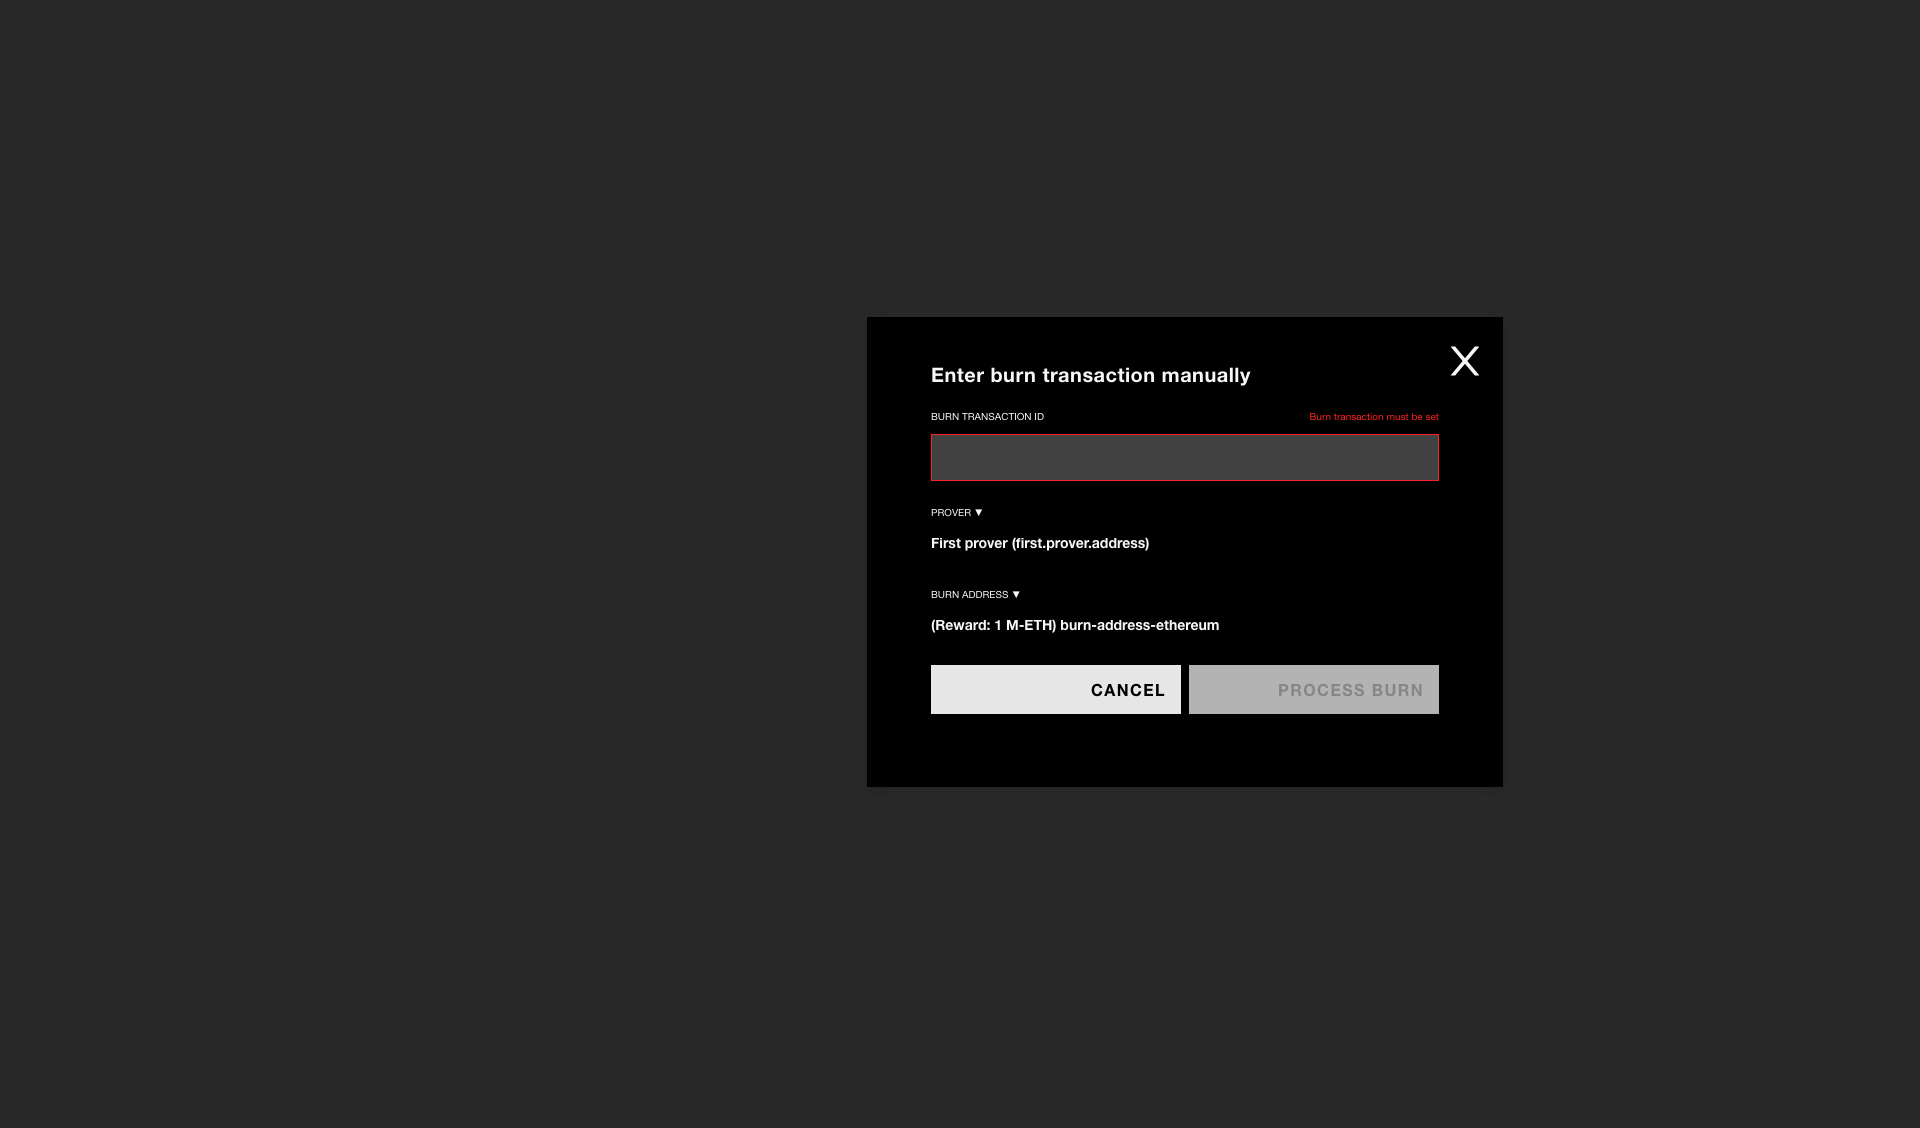 Enter burn transaction manually
X
BURN TRANSACTION ID
Burn transaction must be set
PROVER ▼
First prover (first.prover.address)
BURN ADDRESS ▼
(Reward: 1 M-ETH) burn-address-ethereum
CANCEL
PROCESS BURN